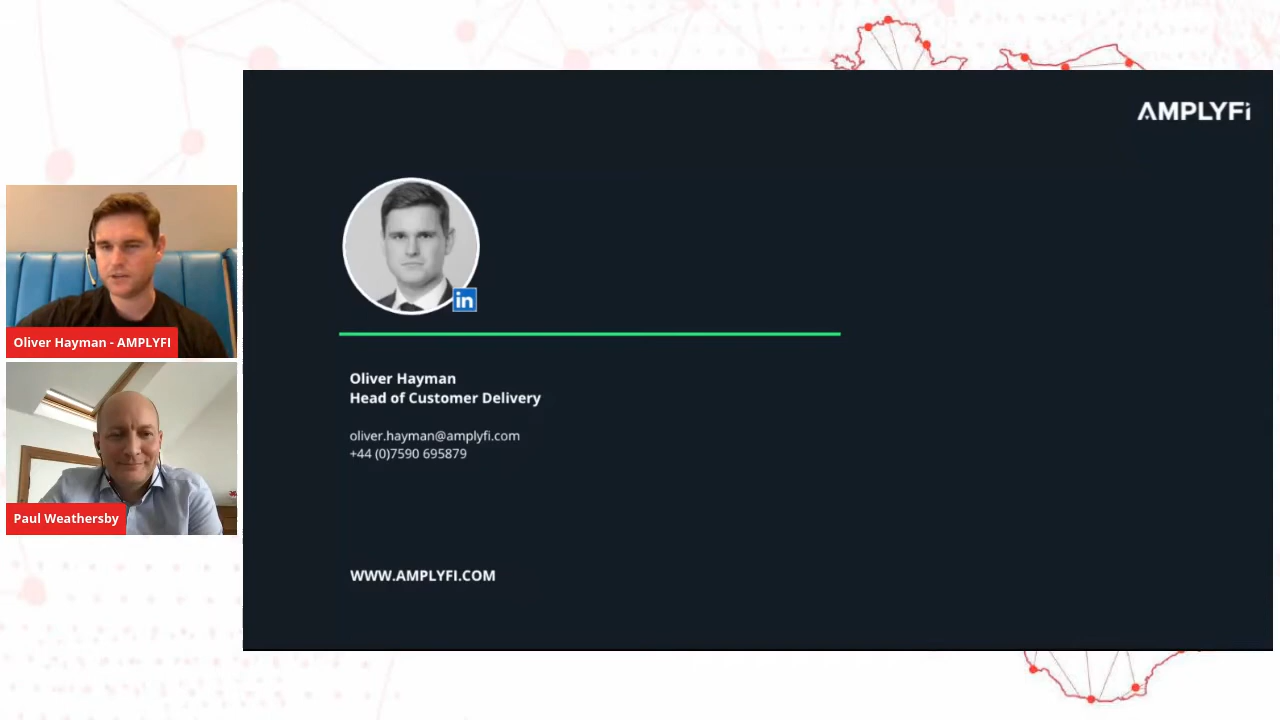 AMPLYFi
in
Oliver Hayman - AMPLYFI
Oliver Hayman
Head of Customer Delivery
oliver.hayman@amplyfi.com
+44 (0)7590 695879
Paul Weathersby
WWW.AMPLYFI.COM